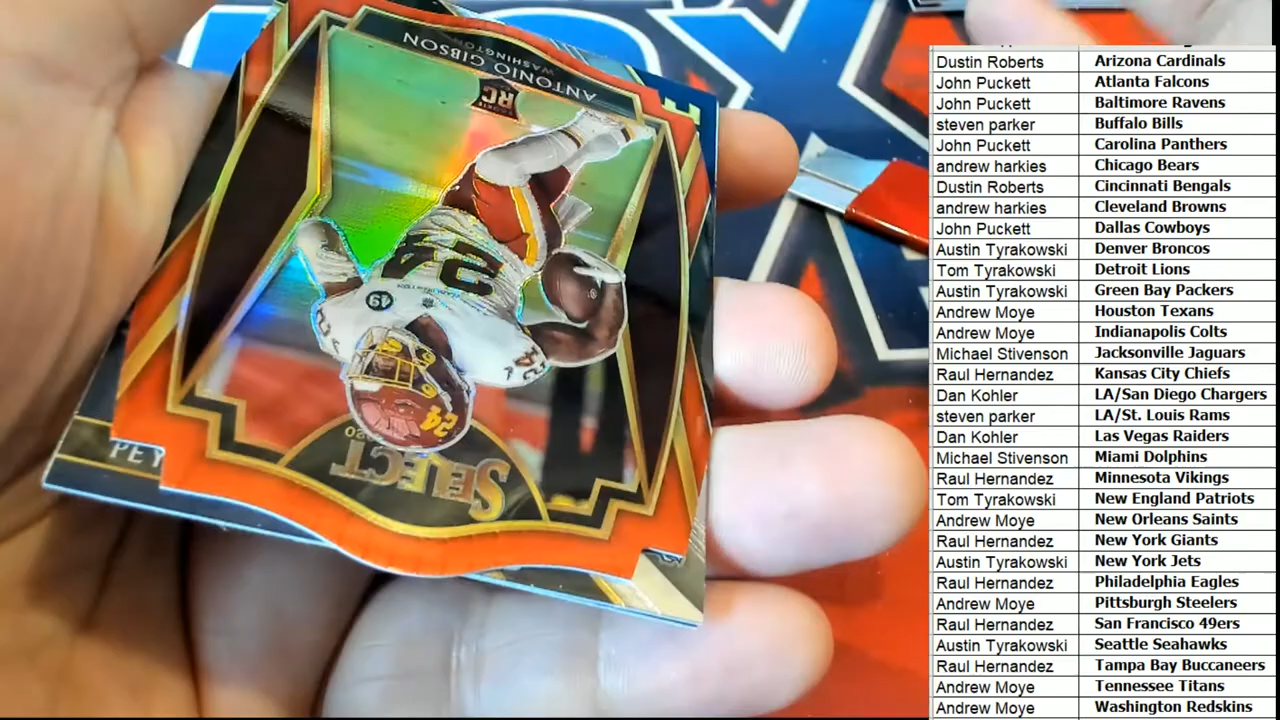 ANTONIO GIBSON
WASHINGTON
RC
24
49
24
24
2020
SELECT
PEY
Dustin Roberts Arizona Cardinals
John Puckett Atlanta Falcons
John Puckett Baltimore Ravens
steven parker Buffalo Bills
John Puckett Carolina Panthers
andrew harkies Chicago Bears
Dustin Roberts Cincinnati Bengals
andrew harkies Cleveland Browns
John Puckett Dallas Cowboys
Austin Tyrakowski Denver Broncos
Tom Tyrakowski Detroit Lions
Austin Tyrakowski Green Bay Packers
Andrew Moye Houston Texans
Andrew Moye Indianapolis Colts
Michael Stivenson Jacksonville Jaguars
Raul Hernandez Kansas City Chiefs
Dan Kohler LA/San Diego Chargers
steven parker LA/St. Louis Rams
Dan Kohler Las Vegas Raiders
Michael Stivenson Miami Dolphins
Raul Hernandez Minnesota Vikings
Tom Tyrakowski New England Patriots
Andrew Moye New Orleans Saints
Raul Hernandez New York Giants
Austin Tyrakowski New York Jets
Raul Hernandez Philadelphia Eagles
Andrew Moye Pittsburgh Steelers
Raul Hernandez San Francisco 49ers
Austin Tyrakowski Seattle Seahawks
Raul Hernandez Tampa Bay Buccaneers
Andrew Moye Tennessee Titans
Andrew Moye Washington Redskins